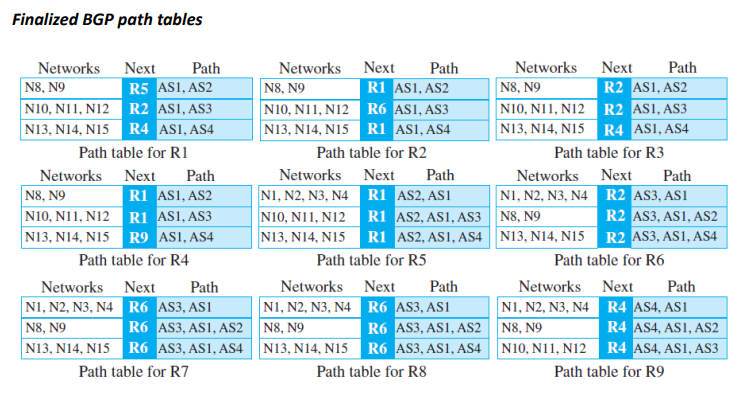 Finalized BGP path tables
Networks Next Path Networks Next Path Networks Next Path
N8, N9 R5 AS1, AS2 N8, N9 R1 AS1, AS2 N8, N9 R2 AS1, AS2
N10, N11, N12 R2 AS1, AS3 N10, N11, N12 R6 AS1, AS3 N10, N11, N12 R2 AS1, AS3
N13, N14, N15 R4 AS1, AS4 N13, N14, N15 R1 AS1, AS4 N13, N14, N15 R4 AS1, AS4
Path table for R1 Path table for R2 Path table for R3
Networks Next Path Networks Next Path Networks Next Path
N8, N9 R1 AS1, AS2 N1, N2, N3, N4 R1 AS2, AS1 N1, N2, N3, N4 R2 AS3, AS1
N10, N11, N12 R1 AS1, AS3 N10, N11, N12 R1 AS2, AS1, AS3 N8, N9 R2 AS3, AS1, AS2
N13, N14, N15 R9 AS1, AS4 N13, N14, N15 R1 AS2, AS1, AS4 N13, N14, N15 R2 AS3, AS1, AS4
Path table for R4 Path table for R5 Path table for R6
Networks Next Path Networks Next Path Networks Next Path
N1, N2, N3, N4 R6 AS3, AS1 N1, N2, N3, N4 R6 AS3, AS1 N1, N2, N3, N4 R4 AS4, AS1
N8, N9 R6 AS3, AS1, AS2 N8, N9 R6 AS3, AS1, AS2 N8, N9 R4 AS4, AS1, AS2
N13, N14, N15 R6 AS3, AS1, AS4 N13, N14, N15 R6 AS3, AS1, AS4 N10, N11, N12 R4 AS4, AS1, AS3
Path table for R7 Path table for R8 Path table for R9